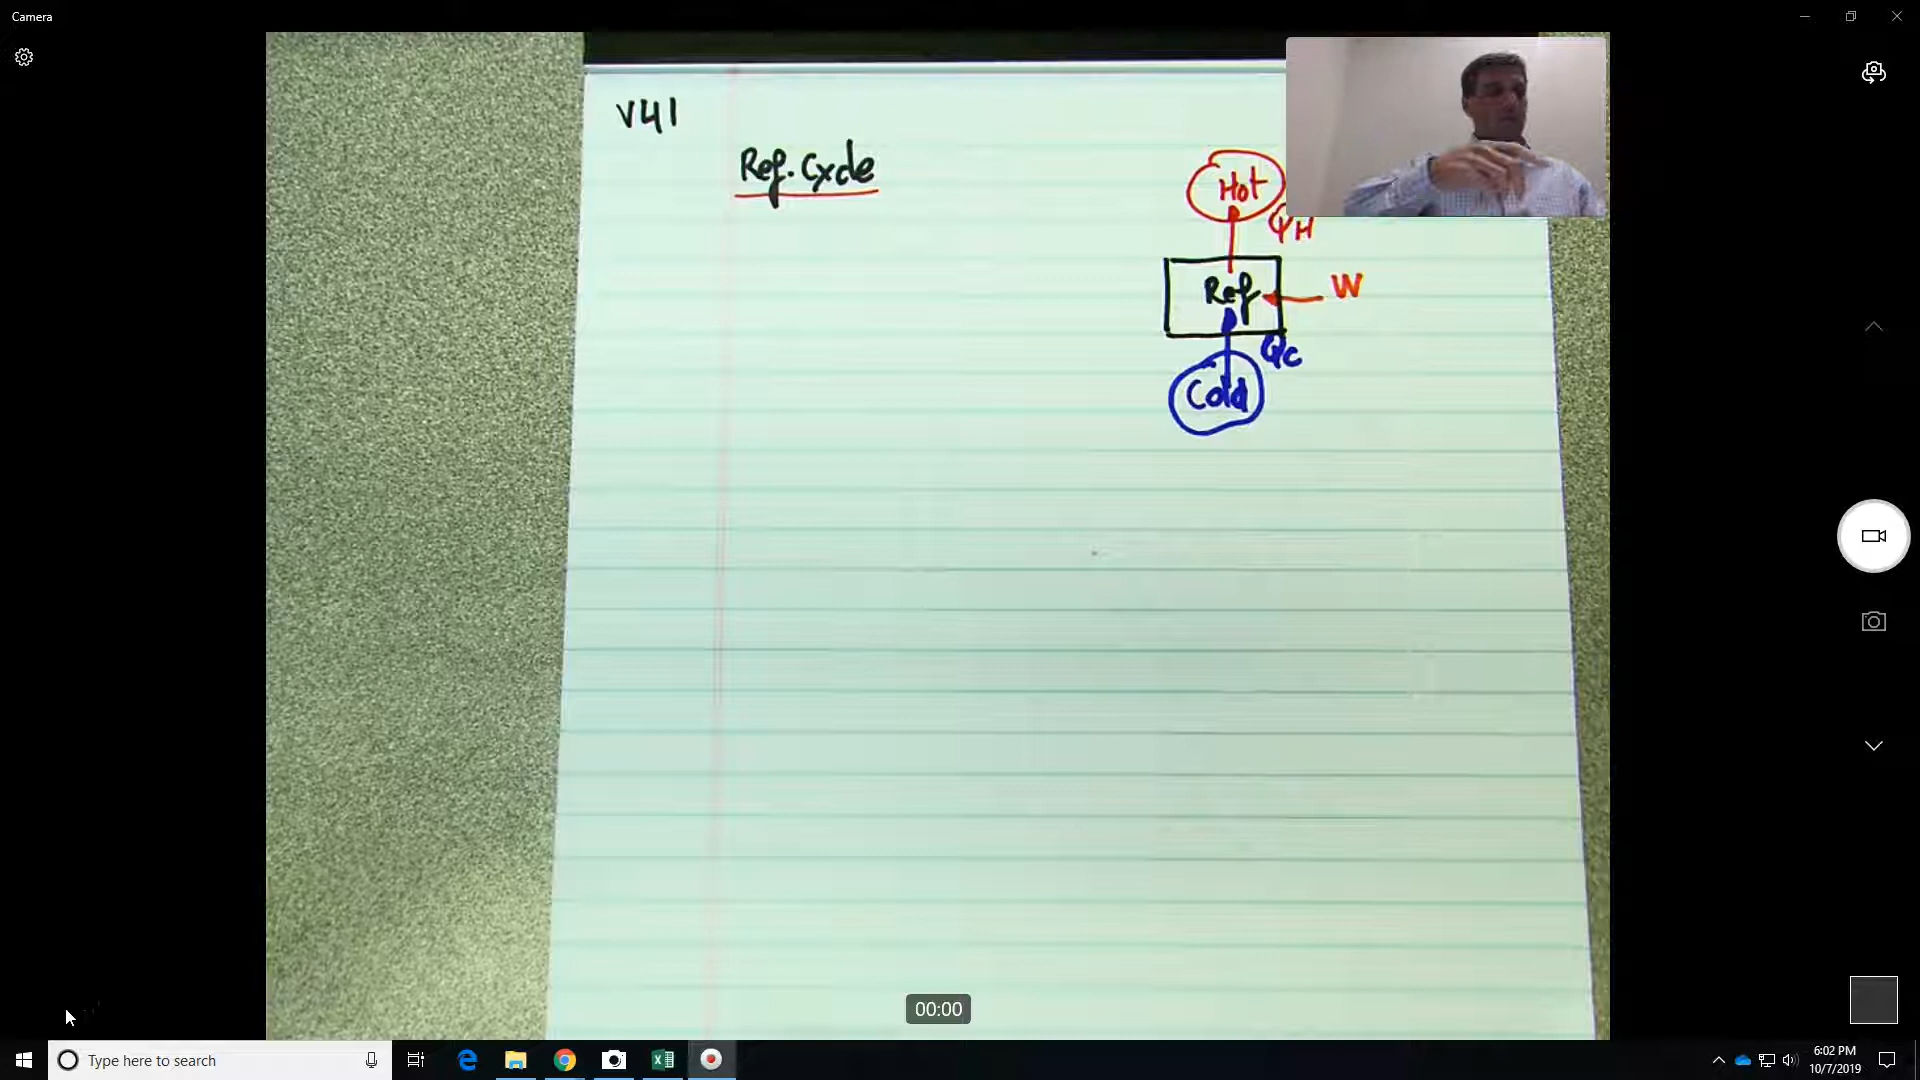 Camera
V41
Ref. Cycle
Hot
QH
Ref
W
QC
Cold
00:00
Type here to search
6:02 PM
10/7/2019